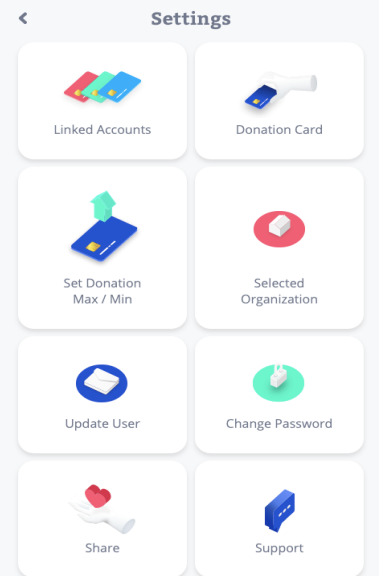 Settings
Linked Accounts
Donation Card
Set Donation
Max / Min
Selected
Organization
Update User
Change Password
Share
Support